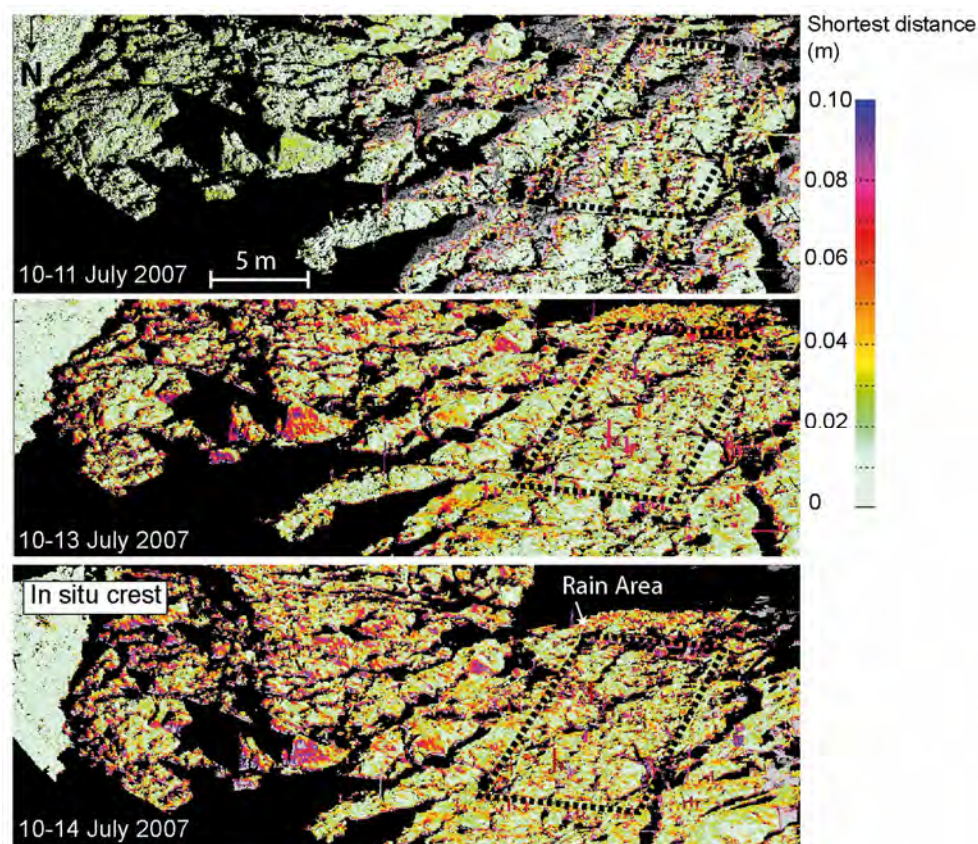 N
Shortest distance
(m)
0.10
0.08
0.06
0.04
0.02
0
10-11 July 2007
5 m
10-13 July 2007
In situ crest
Rain Area
10-14 July 2007